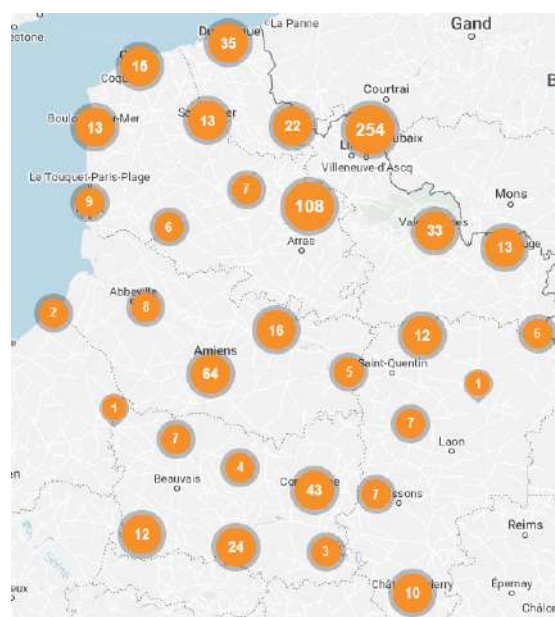 Gand
La Panne
35
15
Courtrai
13
13
22
254
Villeneuve-d'Ascq
Le Touquet-Paris-Plage
7
9
108
Mons
6
33
Arras
13
Abbeville
2
8
16
12
6
Amiens
64
5
Saint-Quentin
1
1
7
7
Laon
4
Beauvais
43
7
Reims
12
24
3
Épernay
10